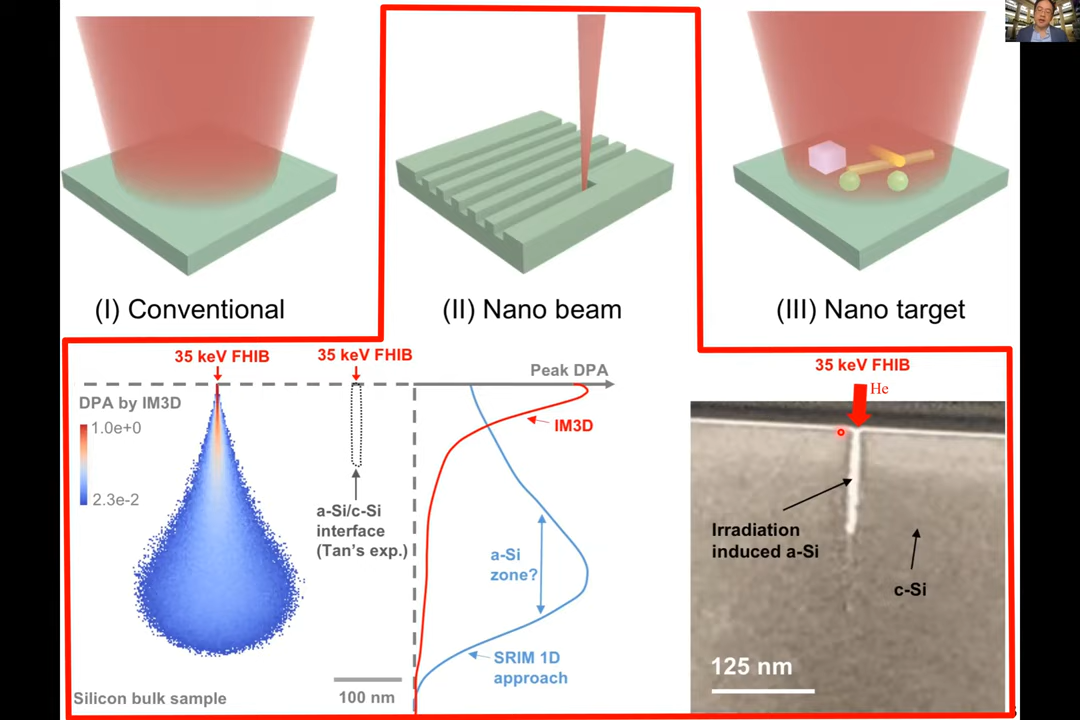 (I) Conventional
(II) Nano beam
(III) Nano target
35 keV FHIB
35 keV FHIB
DPA by IM3D
1.0e+0
2.3e-2
a-Si/c-Si
interface
(Tan's exp.)
Silicon bulk sample
100 nm
Peak DPA
IM3D
a-Si
zone?
SRIM 1D
approach
35 keV FHIB
He
Irradiation
induced a-Si
c-Si
125 nm